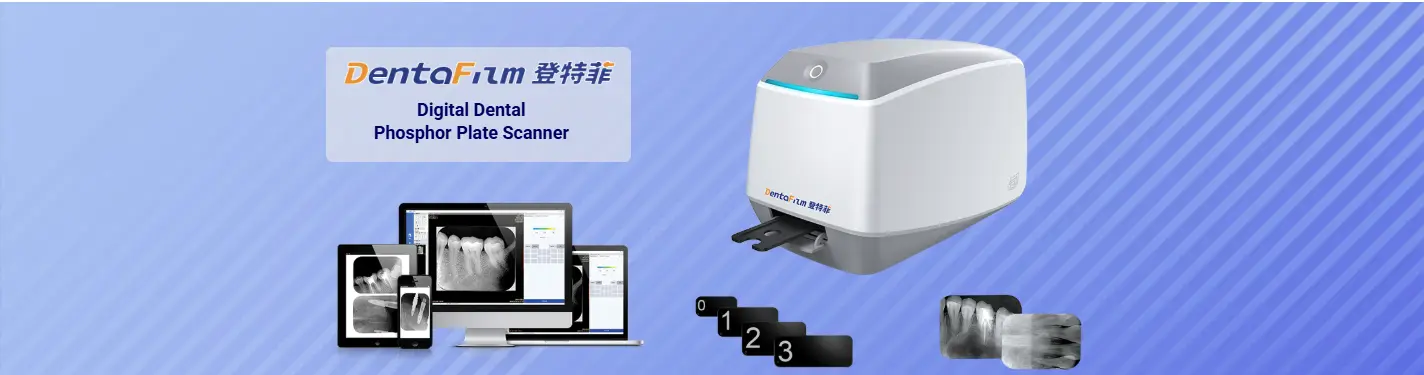 DentaFilm 登特菲
Digital Dental
Phosphor Plate Scanner
DentaFilm 登特菲
0
1
2
3